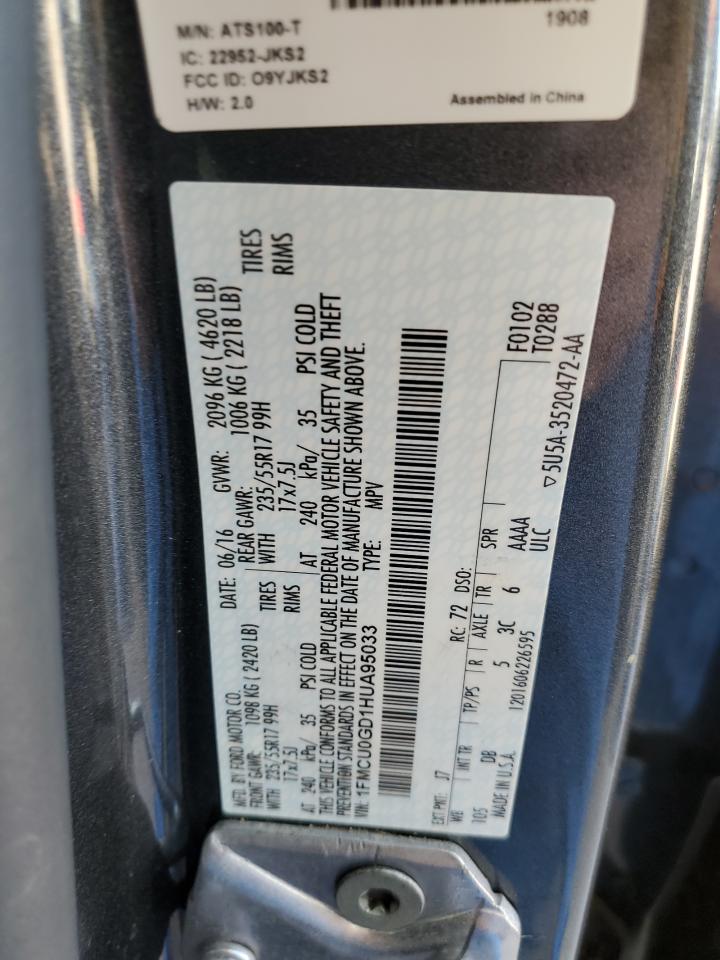 1908
M/N: ATS100-T
IC: 22952-JKS2
FCC ID: O9YJKS2
H/W: 2.0
Assembled in China
MFD. BY FORD MOTOR CO. DATE: 06/16 GVWR: 2096 KG ( 4620 LB)
FRONT GAWR: 1098 KG ( 2420 LB) REAR GAWR: 1006 KG ( 2218 LB)
WITH 235/55R17 99H TIRES WITH 235/55R17 99H TIRES
17x7.5J RIMS 17x7.5J RIMS
AT 240 kPa/ 35 PSI COLD AT 240 kPa/ 35 PSI COLD
THIS VEHICLE CONFORMS TO ALL APPLICABLE FEDERAL MOTOR VEHICLE SAFETY AND THEFT
PREVENTION STANDARDS IN EFFECT ON THE DATE OF MANUFACTURE SHOWN ABOVE.
VIN: 1FMCU0GD1HUA95033 TYPE: MPV
EXT PNT: J7 RC: 72 DSO: F0102
WB INT TR TP/PS R AXLE TR SPR T0288
105 DB 5 3C 6 AAAA
MADE IN U.S.A. 1201606226595 ULC ▽5U5A-3520472-AA